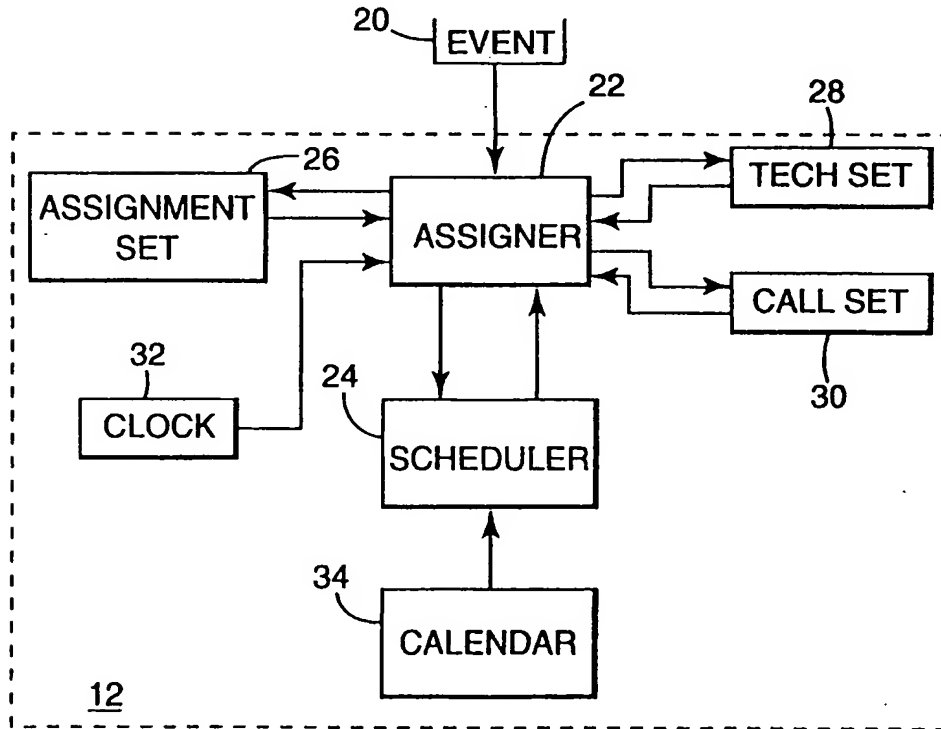 20
EVENT
22
28
26
ASSIGNMENT
SET
ASSIGNER
TECH SET
CALL SET
30
32
CLOCK
24
SCHEDULER
34
CALENDAR
12